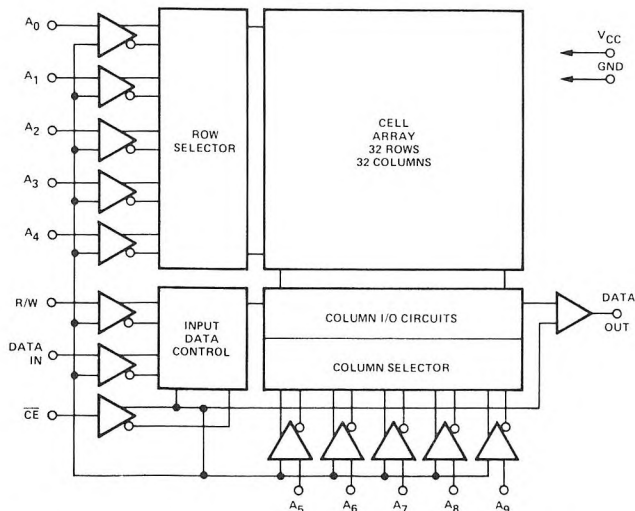 A0
A1
A2
A3
A4
ROW
SELECTOR
CELL
ARRAY
32 ROWS
32 COLUMNS
VCC
GND
R/W
DATA
IN
CE
INPUT
DATA
CONTROL
COLUMN I/O CIRCUITS
COLUMN SELECTOR
DATA
OUT
A5
A6
A7
A8
A9